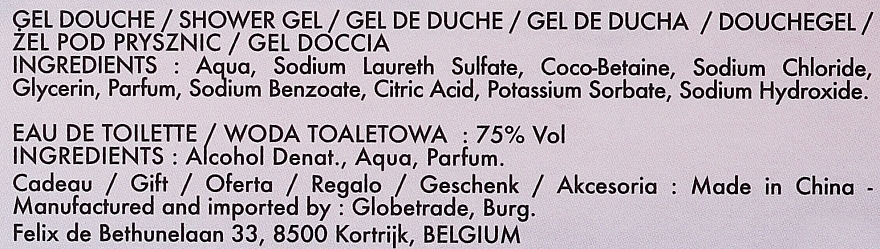 GEL DOUCHE / SHOWER GEL / GEL DE DUCHE / GEL DE DUCHA / DOUCHEGEL /
ŻEL POD PRYSZNIC / GEL DOCCIA
INGREDIENTS : Aqua, Sodium Laureth Sulfate, Coco-Betaine, Sodium Chloride,
Glycerin, Parfum, Sodium Benzoate, Citric Acid, Potassium Sorbate, Sodium Hydroxide.
EAU DE TOILETTE / WODA TOALETOWA : 75% Vol
INGREDIENTS : Alcohol Denat., Aqua, Parfum.
Cadeau / Gift / Oferta / Regalo / Geschenk / Akcesoria : Made in China -
Manufactured and imported by : Globetrade, Burg.
Felix de Bethunelaan 33, 8500 Kortrijk, BELGIUM